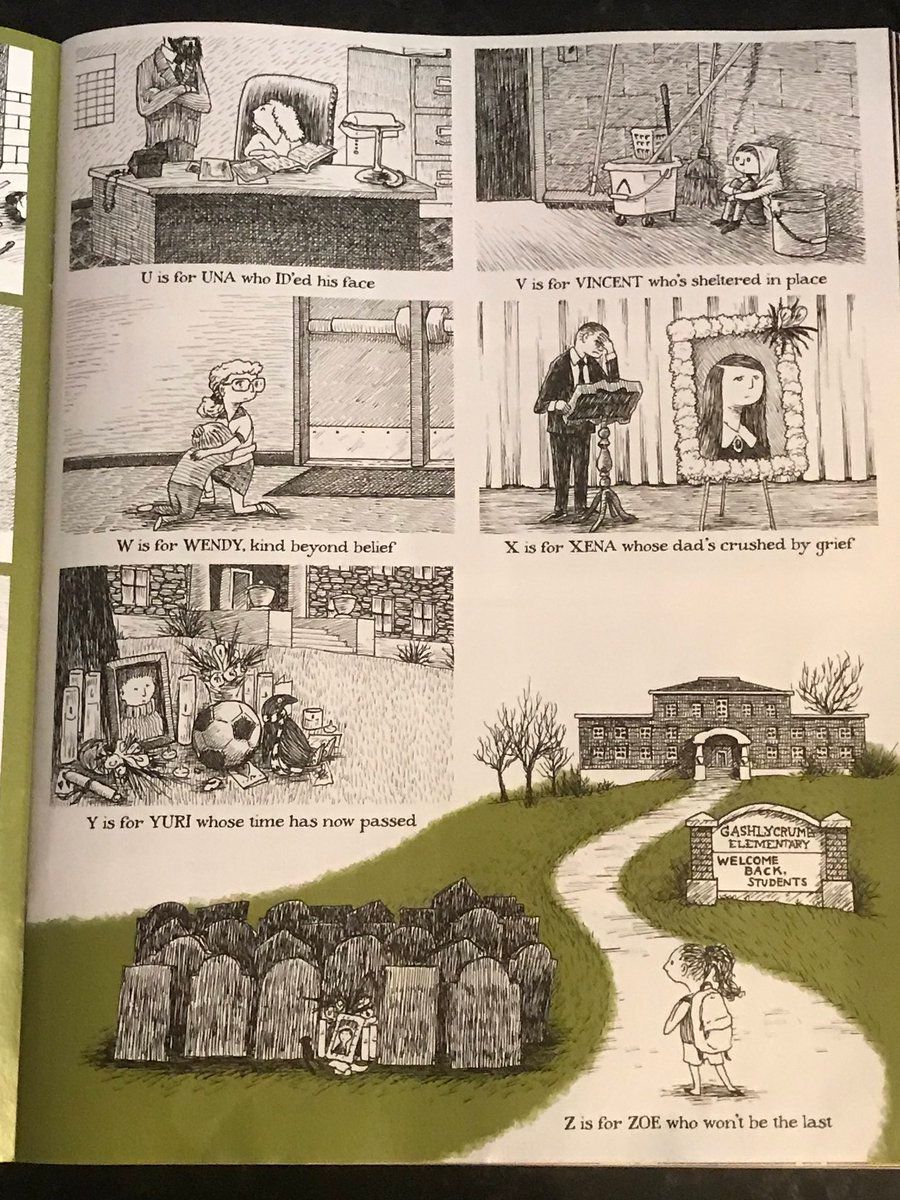 U is for UNA who ID'ed his face
V is for VINCENT who's sheltered in place
W is for WENDY, kind beyond belief
X is for XENA whose dad's crushed by grief
Y is for YURI whose time has now passed
GASHLYCRUMB
ELEMENTARY
WELCOME
BACK,
STUDENTS
Z is for ZOE who won't be the last